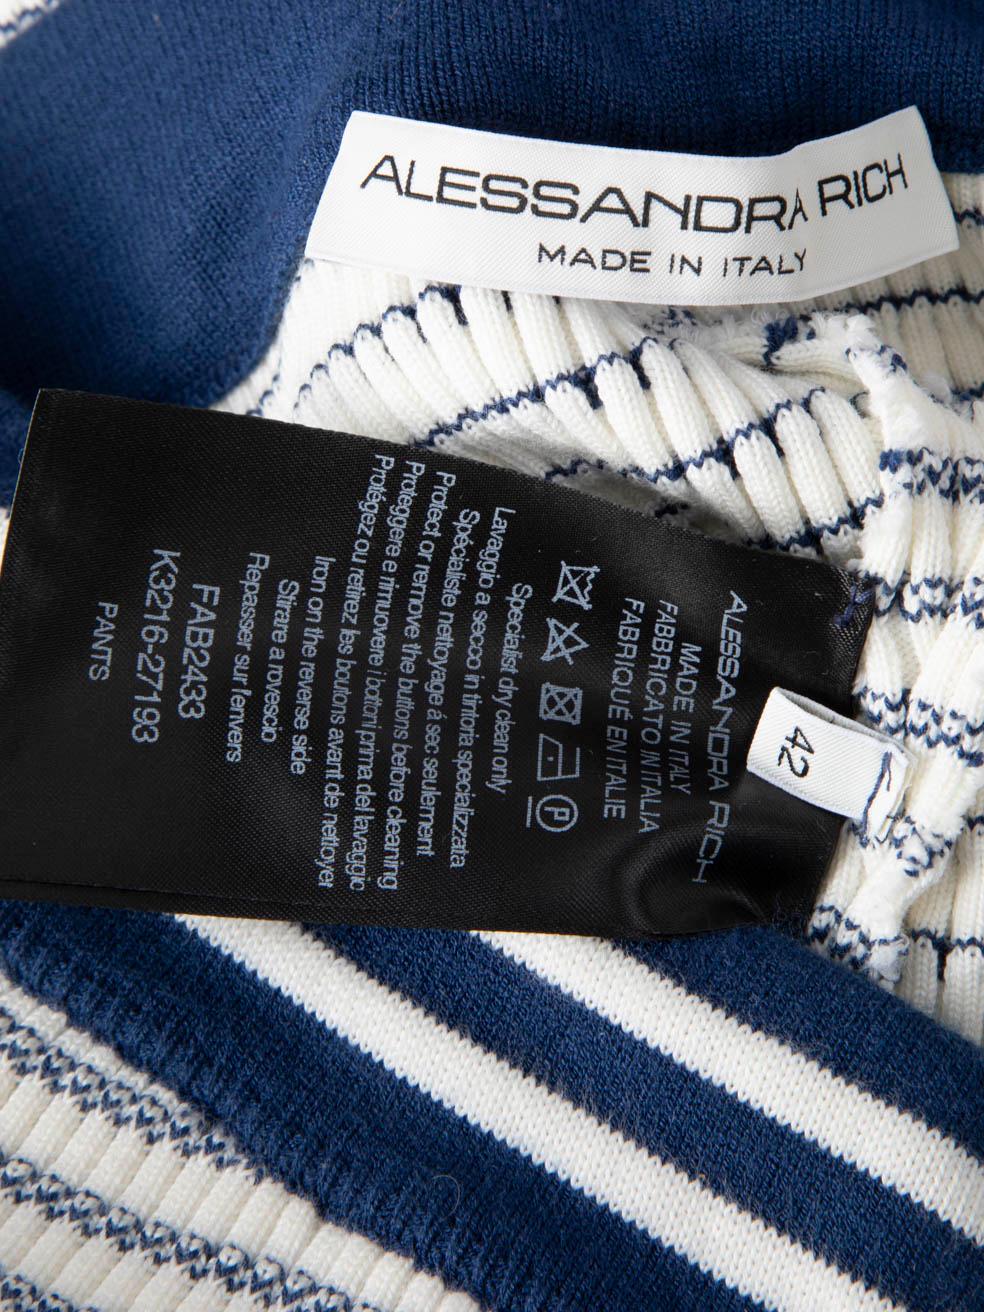 ALESSANDRA RICH
MADE IN ITALY
42
ALESSANDRA RICH
MADE IN ITALY
FABBRICATO IN ITALIA
FABRIQUÉ EN ITALIE
P
Specialist dry clean only
Lavaggio a secco in tintoria specializzata
Spécialiste nettoyage á sec seulement
Protect or remove the buttons before cleaning
Proteggere e rimuovere i bottoni prima del lavaggio
Protégez ou retirez les boutons avant de nettoyer
Iron on the reverse side
Stirare a rovescio
Repasser sur l'envers
FAB2433
K3216-27193
PANTS